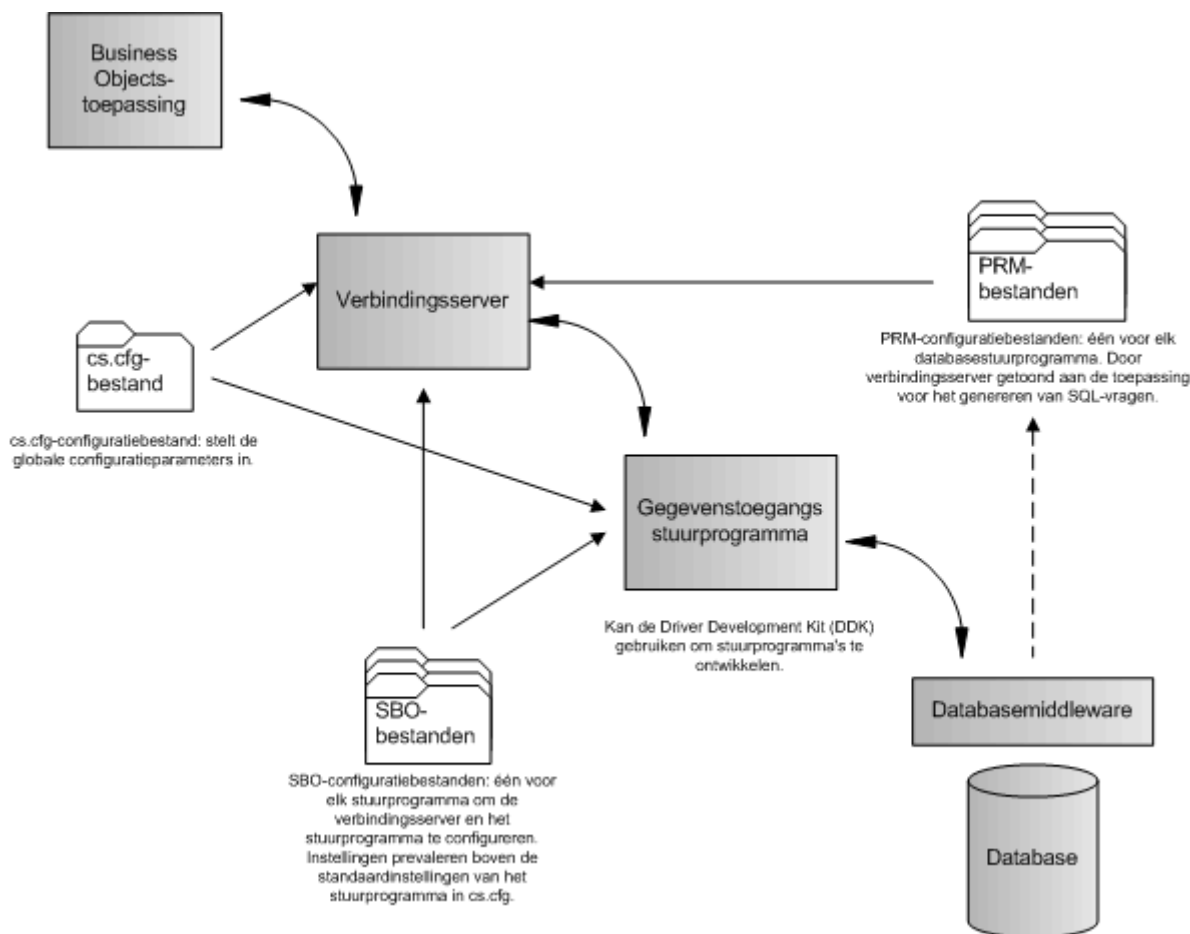 Business
Objects-
toepassing
Verbindingsserver
PRM-
bestanden
PRM-configuratiebestanden: één voor elk
databasestuurprogramma. Door
verbindingsserver getoond aan de toepassing
voor het genereren van SQL-vragen.
cs.cfg-
bestand
cs.cfg-configuratiebestand: stelt de
globale configuratieparameters in.
Gegevenstoegangs
stuurprogramma
Kan de Driver Development Kit (DDK)
gebruiken om stuurprogramma's te
ontwikkelen.
SBO-
bestanden
SBO-configuratiebestanden: één voor
elk stuurprogramma om de
verbindingsserver en het
stuurprogramma te configureren.
Instellingen prevaleren boven de
standaardinstellingen van het
stuurprogramma in cs.cfg.
Databasemiddleware
Database